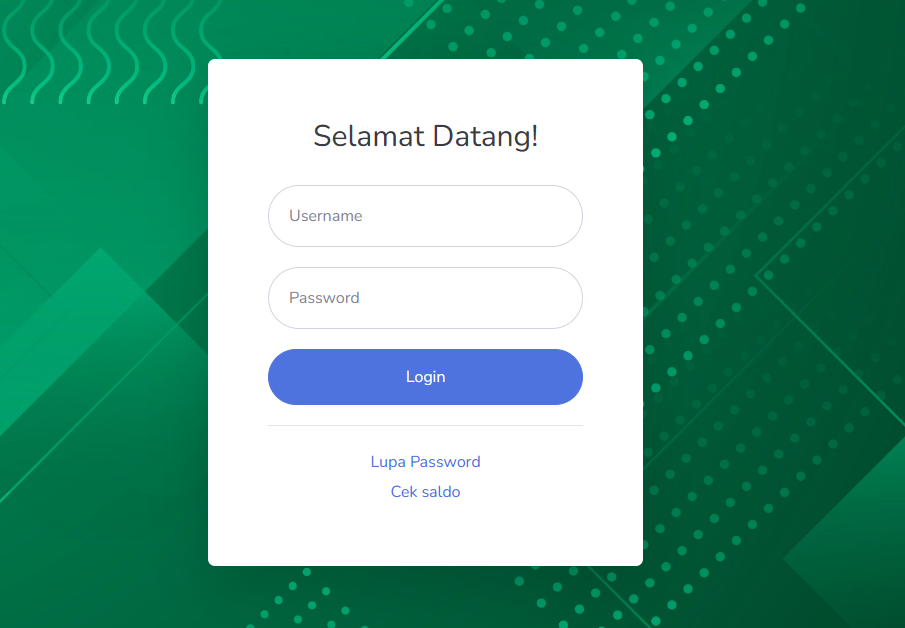 Selamat Datang!
Username
Password
Login
Lupa Password
Cek saldo